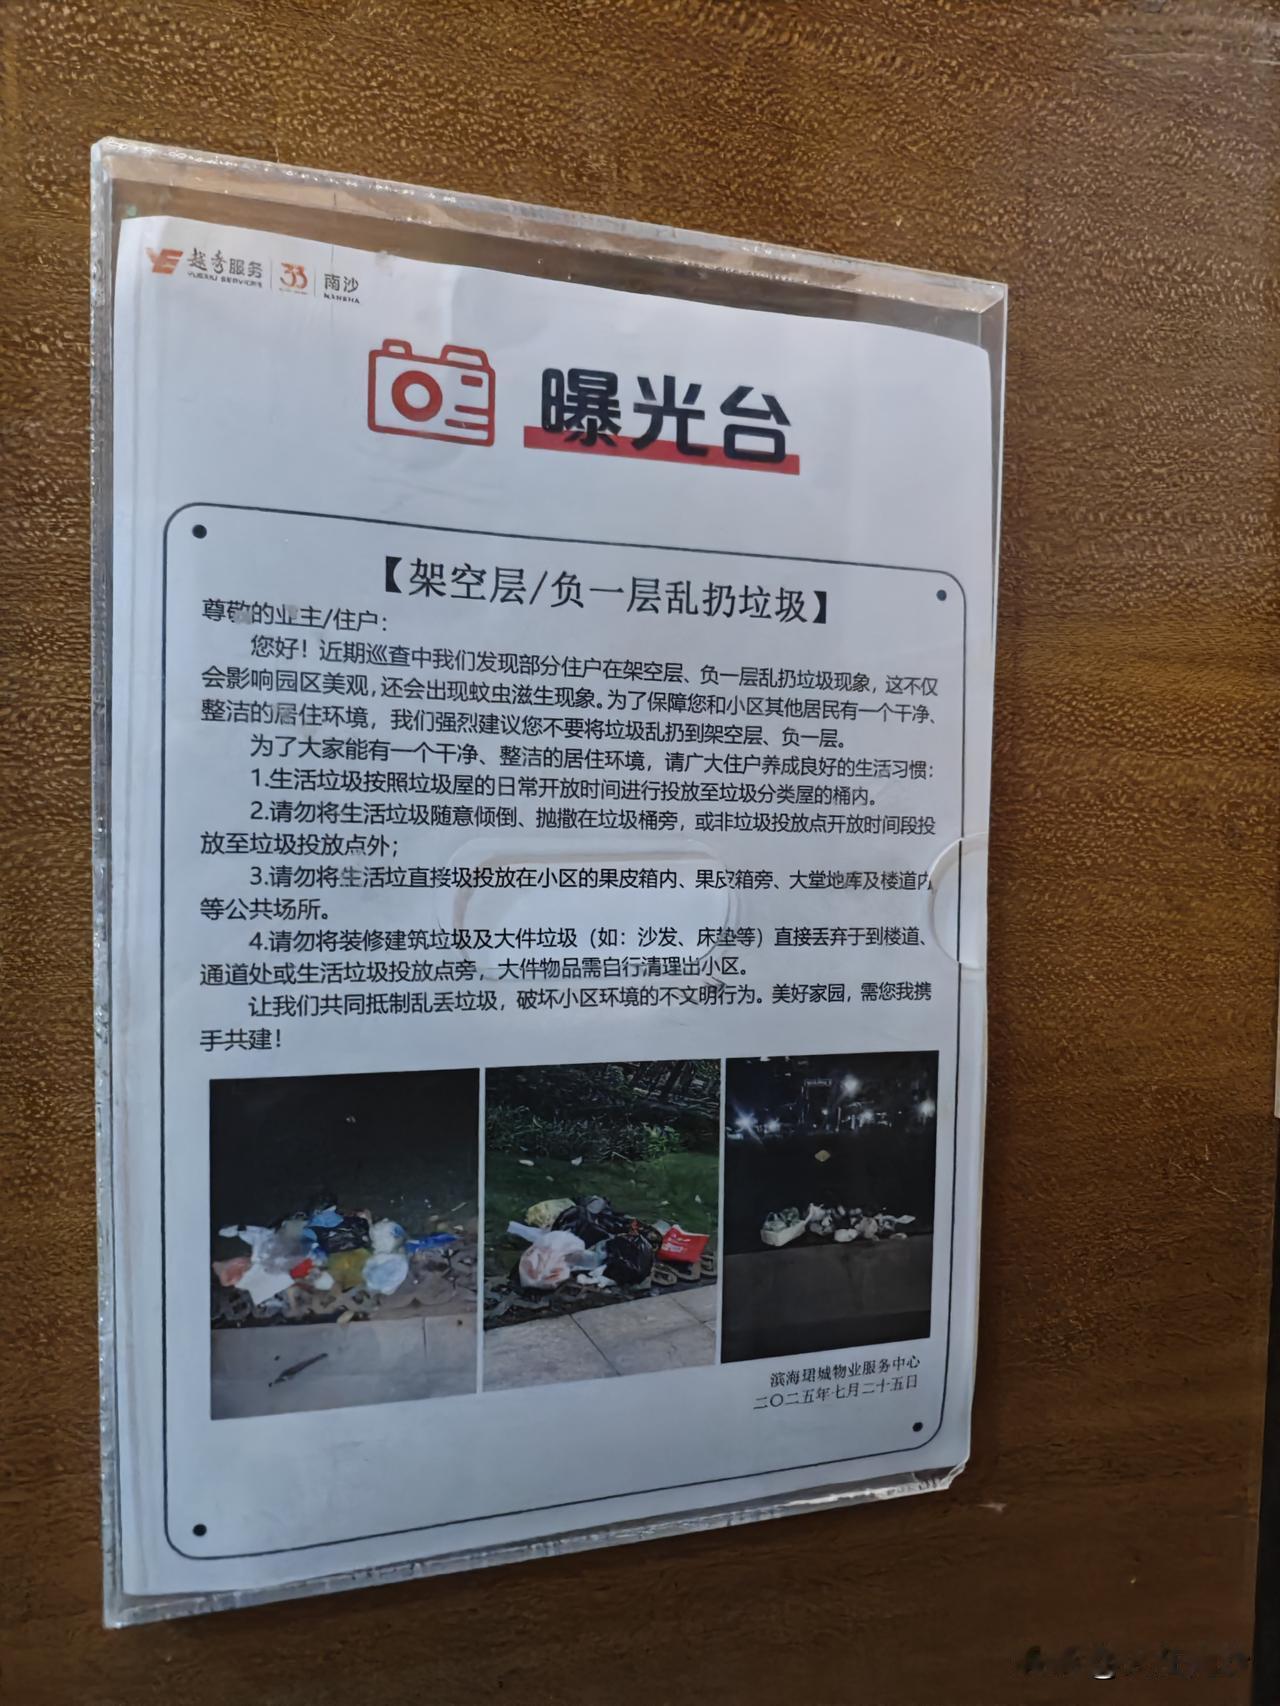 越秀服务 33 南沙
YUEXIU SERVICES NANSHA
曝光台
【架空层/负一层乱扔垃圾】
尊敬的业主/住户：
您好！近期巡查中我们发现部分住户在架空层、负一层乱扔垃圾现象，这不仅
会影响园区美观，还会出现蚊虫滋生现象。为了保障您和小区其他居民有一个干净、
整洁的居住环境，我们强烈建议您不要将垃圾乱扔到架空层、负一层。
为了大家能有一个干净、整洁的居住环境，请广大住户养成良好的生活习惯：
1.生活垃圾按照垃圾屋的日常开放时间进行投放至垃圾分类屋的桶内。
2.请勿将生活垃圾随意倾倒、抛撒在垃圾桶旁，或非垃圾投放点开放时间段投
放至垃圾投放点外；
3.请勿将生活垃直接圾投放在小区的果皮箱内、果皮箱旁、大堂地库及楼道内
等公共场所。
4.请勿将装修建筑垃圾及大件垃圾（如：沙发、床垫等）直接丢弃于到楼道、
通道处或生活垃圾投放点旁，大件物品需自行清理出小区。
让我们共同抵制乱丢垃圾，破坏小区环境的不文明行为。美好家园，需您我携
手共建！
滨海珺城物业服务中心
二〇二五年七月二十五日